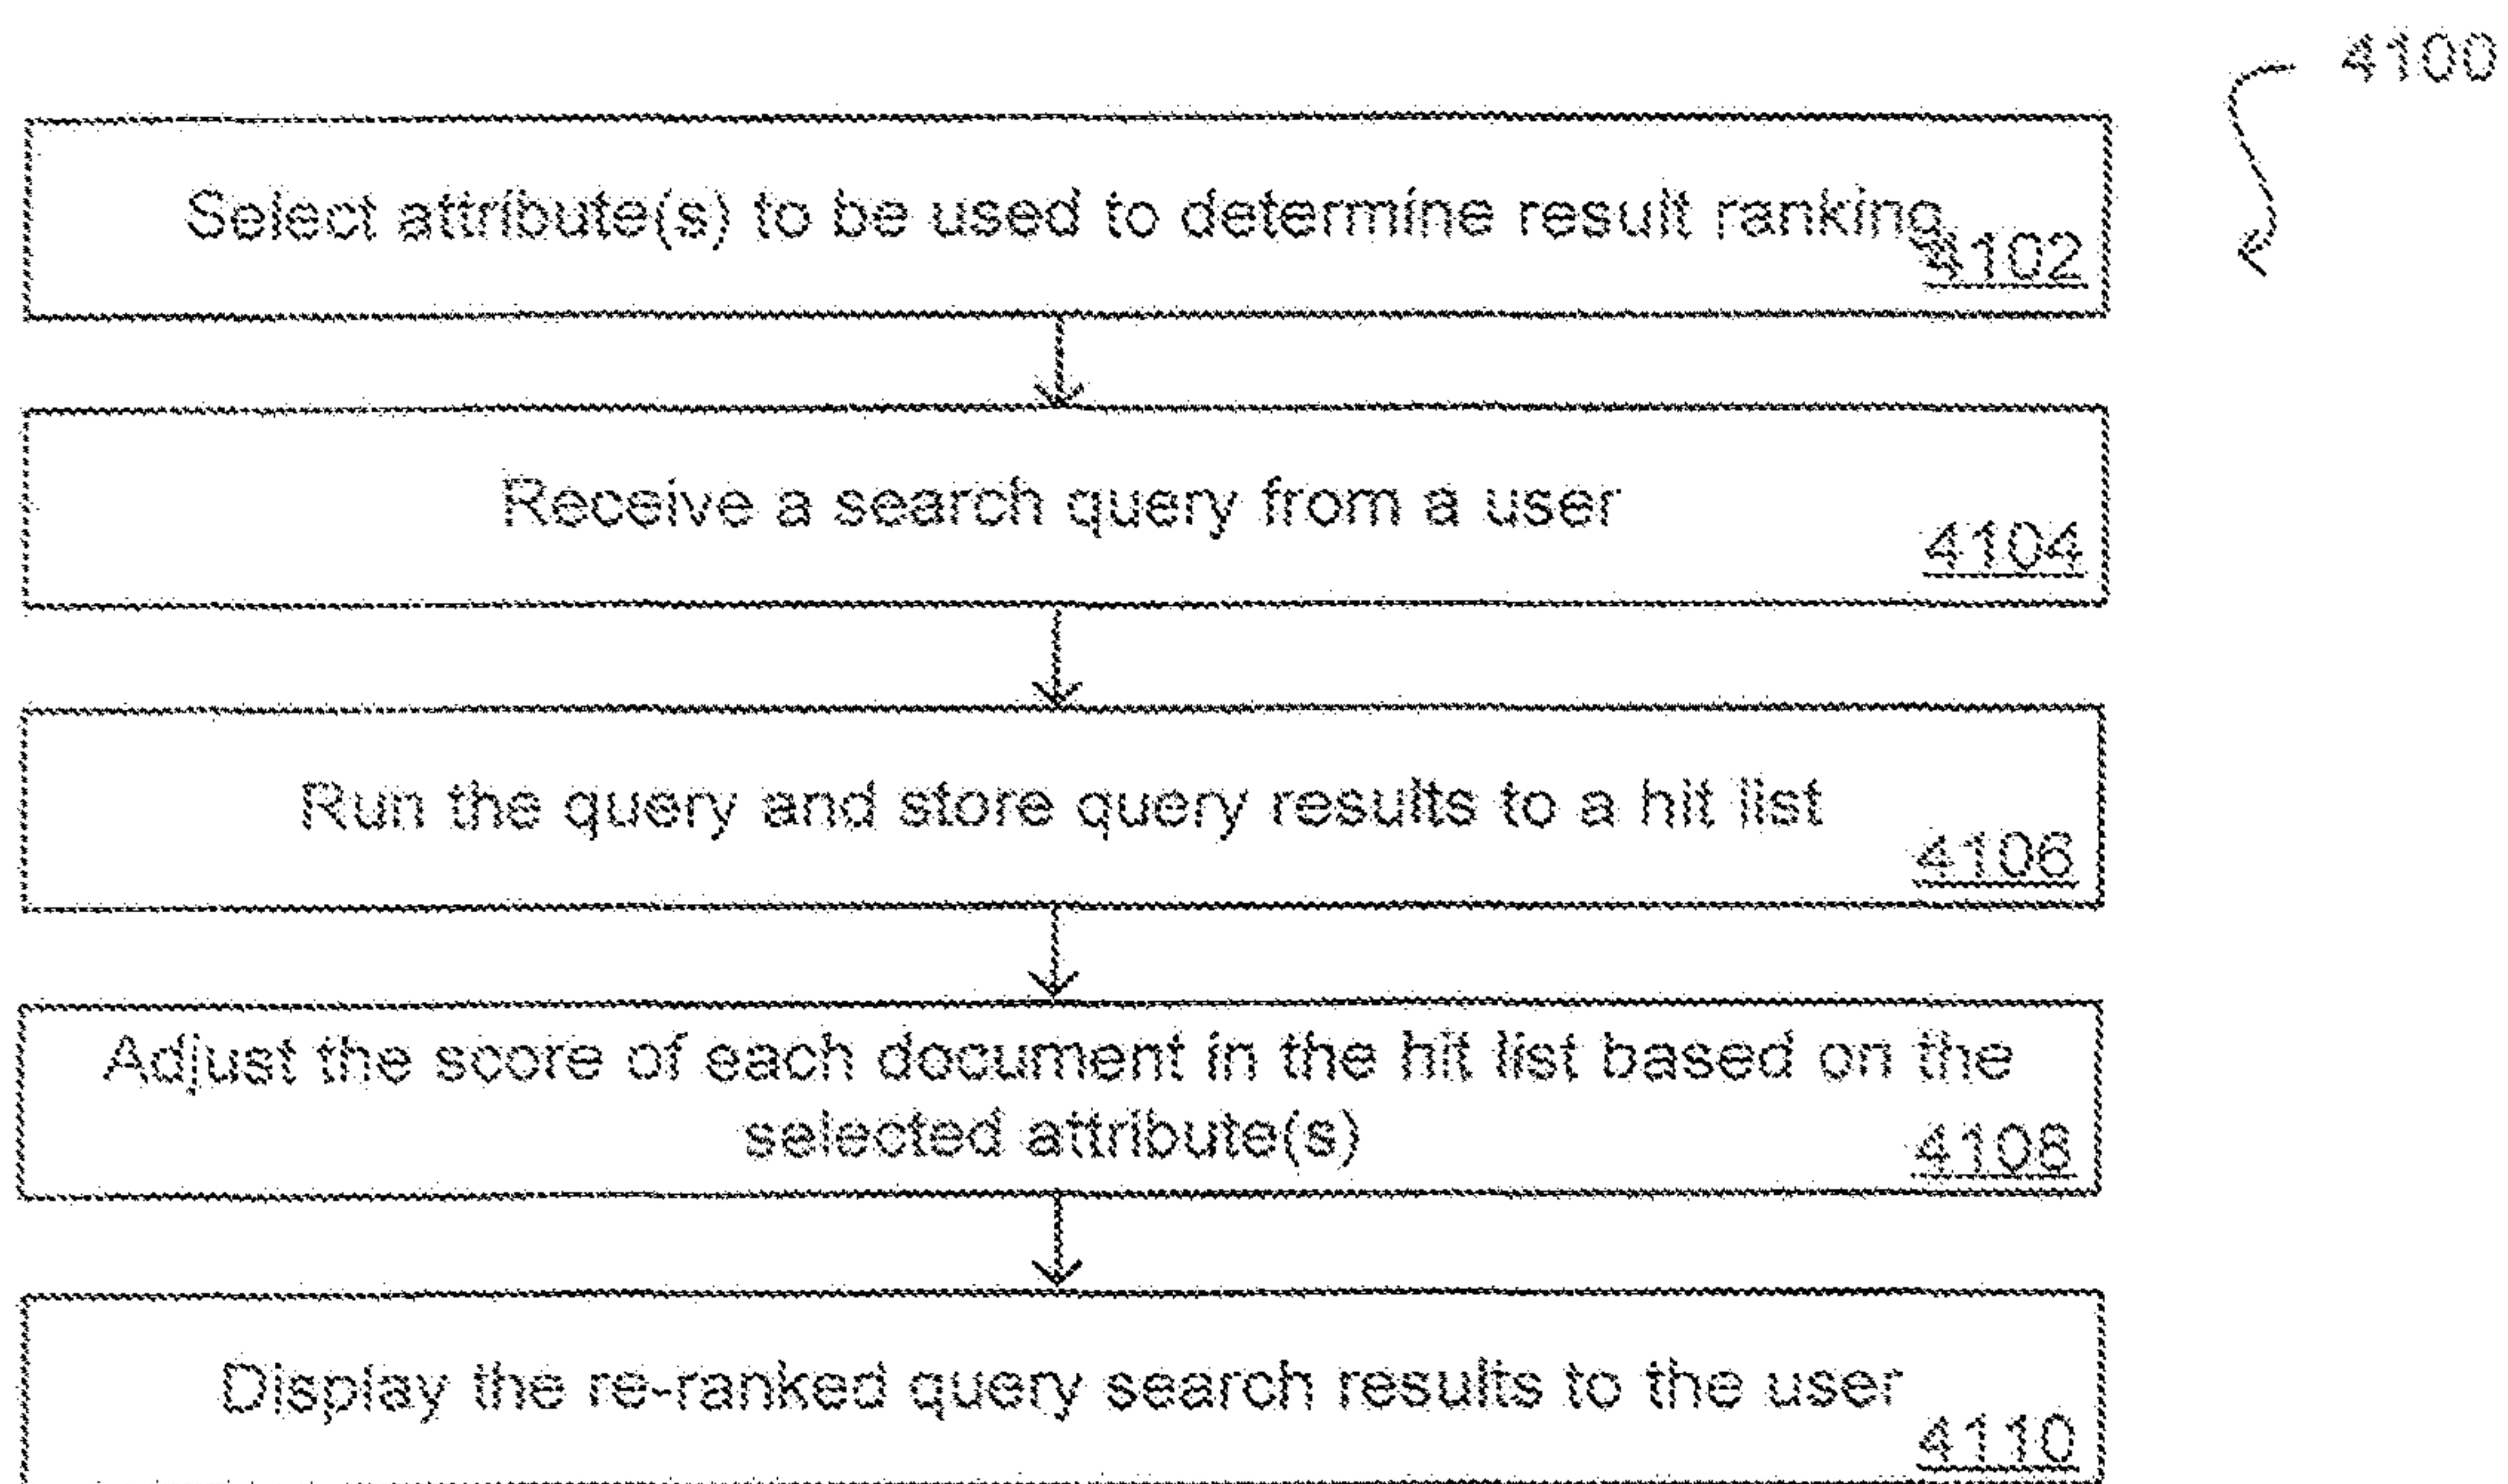 4100
Select attribute(s) to be used to determine result ranking
4102
Receive a search query from a user
4104
Run the query and store query results to a hit list
4106
Adjust the score of each document in the hit list based on the
selected attribute(s)
4108
Display the re-ranked query search results to the user
4110